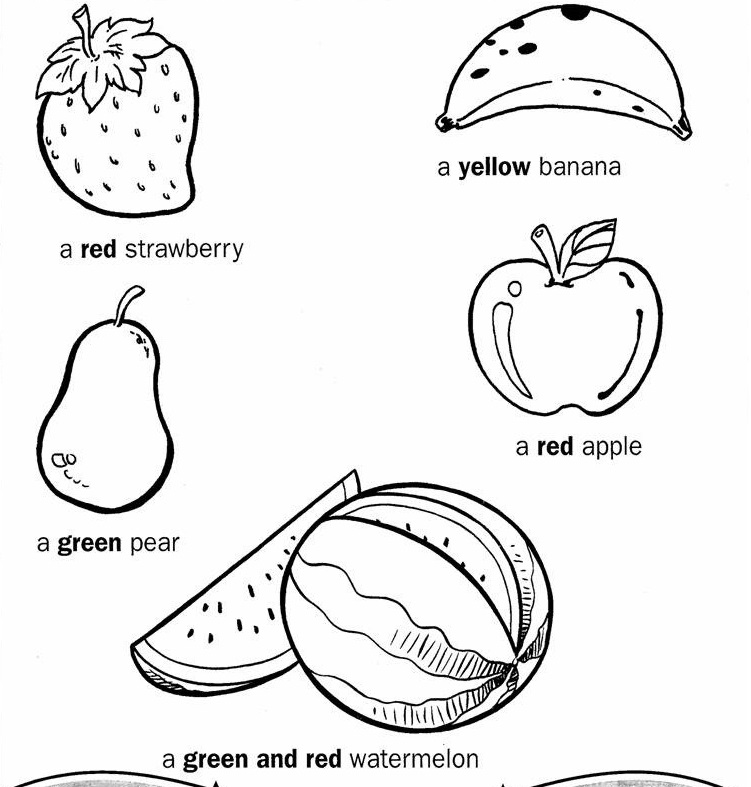 a yellow banana
a red strawberry
a red apple
a green pear
a green and red watermelon